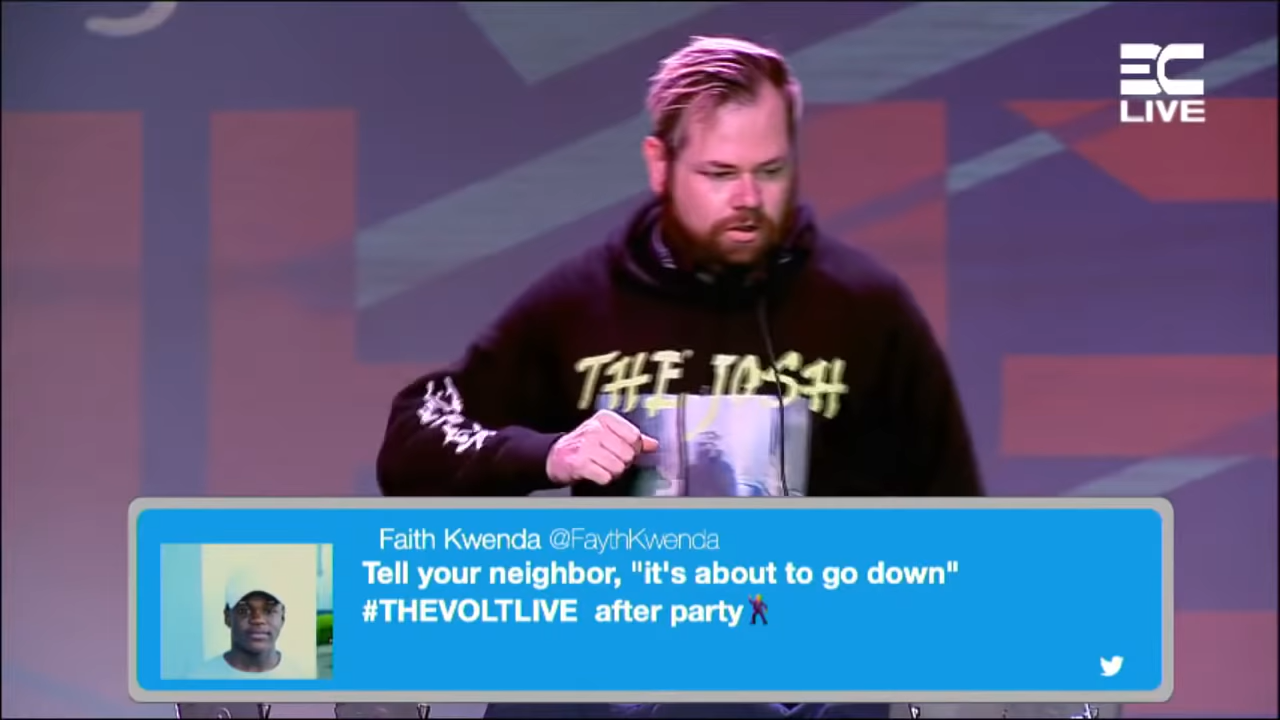 EC
LIVE
THE JOSH
Faith Kwenda @FaythKwenda
Tell your neighbor, "it's about to go down"
#THEVOLTLIVE after party